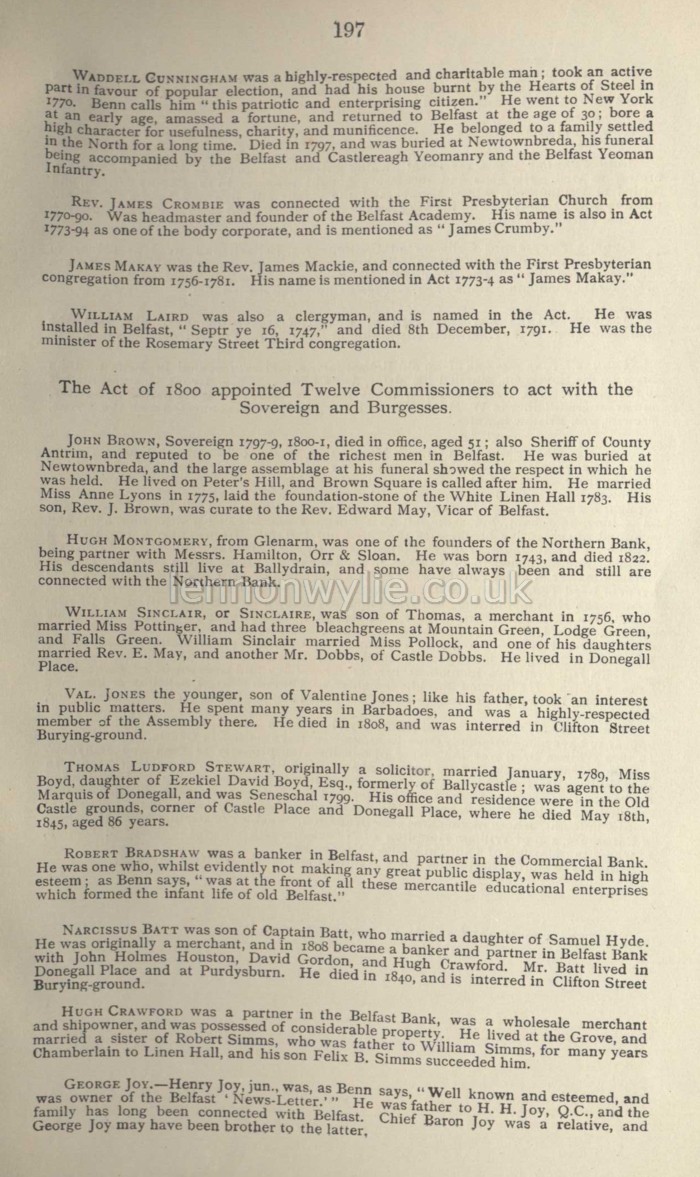 197
WADDELL CUNNINGHAM was a highly-respected and charitable man; took an active
part in favour of popular election, and had his house burnt by the Hearts of Steel in
1770. Benn calls him “this patriotic and enterprising citizen.” He went to New York
at an early age, amassed a fortune, and returned to Belfast at the age of 30; bore a
high character for usefulness, charity, and munificence. He belonged to a family settled
in the North for a long time. Died in 1797, and was buried at Newtownbreda, his funeral
being accompanied by the Belfast and Castlereagh Yeomanry and the Belfast Yeoman
Infantry.
REV. JAMES CROMBIE was connected with the First Presbyterian Church from
1770-90. Was headmaster and founder of the Belfast Academy. His name is also in Act
1773-94 as one of the body corporate, and is mentioned as “James Crumby.”
JAMES MAKAY was the Rev. James Mackie, and connected with the First Presbyterian
congregation from 1756-1781. His name is mentioned in Act 1773-4 as “James Makay.”
WILLIAM LAIRD was also a clergyman, and is named in the Act. He was
installed in Belfast, “Septr ye 16, 1747,” and died 8th December, 1791. He was the
minister of the Rosemary Street Third congregation.
The Act of 1800 appointed Twelve Commissioners to act with the
Sovereign and Burgesses.
JOHN BROWN, Sovereign 1797-9, 1800-1, died in office, aged 51; also Sheriff of County
Antrim, and reputed to be one of the richest men in Belfast. He was buried at
Newtownbreda, and the large assemblage at his funeral showed the respect in which he
was held. He lived on Peter's Hill, and Brown Square is called after him. He married
Miss Anne Lyons in 1775, laid the foundation-stone of the White Linen Hall 1783. His
son, Rev. J. Brown, was curate to the Rev. Edward May, Vicar of Belfast.
HUGH MONTGOMERY, from Glenarm, was one of the founders of the Northern Bank,
being partner with Messrs. Hamilton, Orr & Sloan. He was born 1743, and died 1822.
His descendants still live at Ballydrain, and some have always been and still are
connected with the Northern Bank.
lennonwylie.co.uk
WILLIAM SINCLAIR, or SINCLAIRE, was son of Thomas, a merchant in 1756, who
married Miss Pottinger, and had three bleachgreens at Mountain Green, Lodge Green,
and Falls Green. William Sinclair married Miss Pollock, and one of his daughters
married Rev. E. May, and another Mr. Dobbs, of Castle Dobbs. He lived in Donegall
Place.
VAL. JONES the younger, son of Valentine Jones; like his father, took an interest
in public matters. He spent many years in Barbadoes, and was a highly-respected
member of the Assembly there. He died in 1808, and was interred in Clifton Street
Burying-ground.
THOMAS LUDFORD STEWART, originally a solicitor, married January, 1789, Miss
Boyd, daughter of Ezekiel David Boyd, Esq., formerly of Ballycastle; was agent to the
Marquis of Donegall, and was Seneschal 1799. His office and residence were in the Old
Castle grounds, corner of Castle Place and Donegall Place, where he died May 18th,
1845, aged 86 years.
ROBERT BRADSHAW was a banker in Belfast, and partner in the Commercial Bank.
He was one who, whilst evidently not making any great public display, was held in high
esteem; as Benn says, “was at the front of all these mercantile educational enterprises
which formed the infant life of old Belfast.”
NARCISSUS BATT was son of Captain Batt, who married a daughter of Samuel Hyde.
He was originally a merchant, and in 1808 became a banker and partner in Belfast Bank
with John Holmes Houston, David Gordon, and Hugh Crawford. Mr. Batt lived in
Donegall Place and at Purdysburn. He died in 1840, and is interred in Clifton Street
Burying-ground.
HUGH CRAWFORD was a partner in the Belfast Bank, was a wholesale merchant
and shipowner, and was possessed of considerable property. He lived at the Grove, and
married a sister of Robert Simms, who was father to William Simms, for many years
Chamberlain to Linen Hall, and his son Felix B. Simms succeeded him.
GEORGE JOY.—Henry Joy, jun., was, as Benn says, “Well known and esteemed, and
was owner of the Belfast ‘News-Letter.’” He was father to H. H. Joy, Q.C., and the
family has long been connected with Belfast. Chief Baron Joy was a relative, and
George Joy may have been brother to the latter.